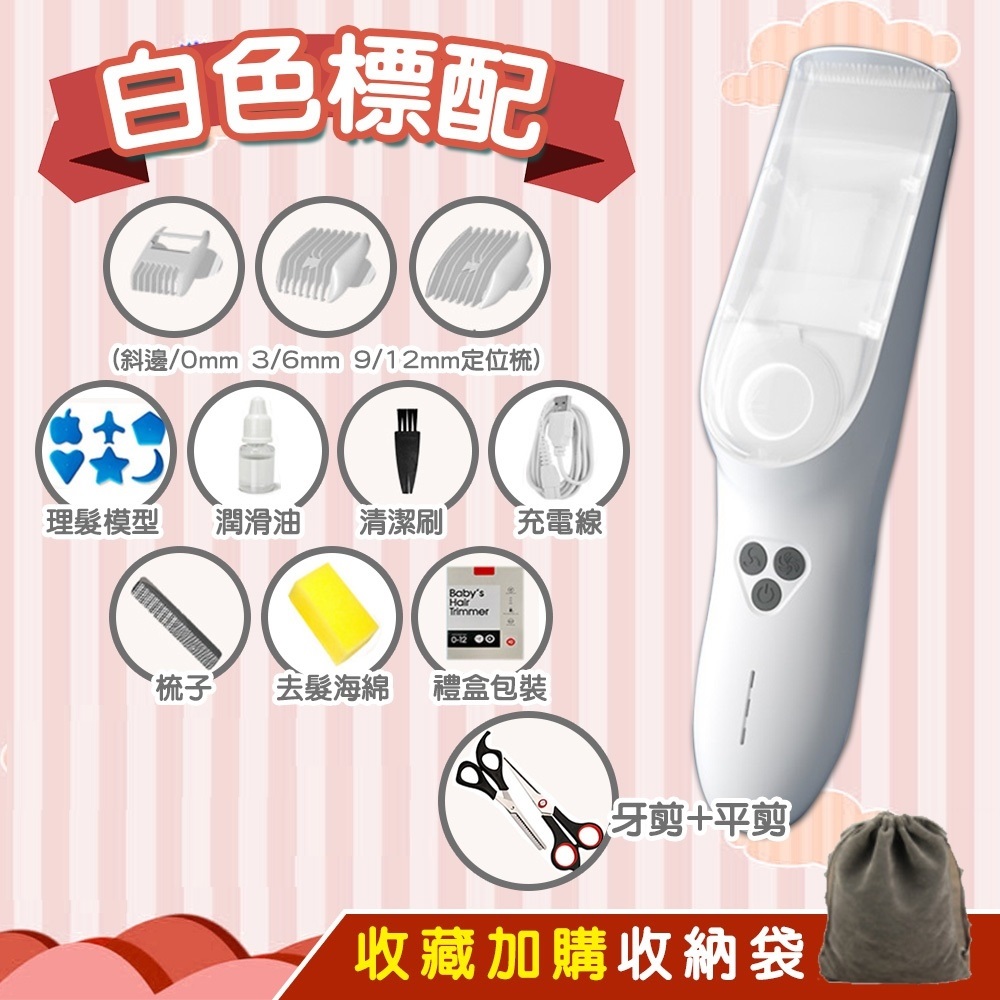 白色標配
(斜邊/0mm 3/6mm 9/12mm定位梳)
理髮模型 潤滑油 清潔刷 充電線
Baby's
Hair
Trimmer
0-12
梳子 去髮海綿 禮盒包裝
牙剪+平剪
收藏加購收納袋